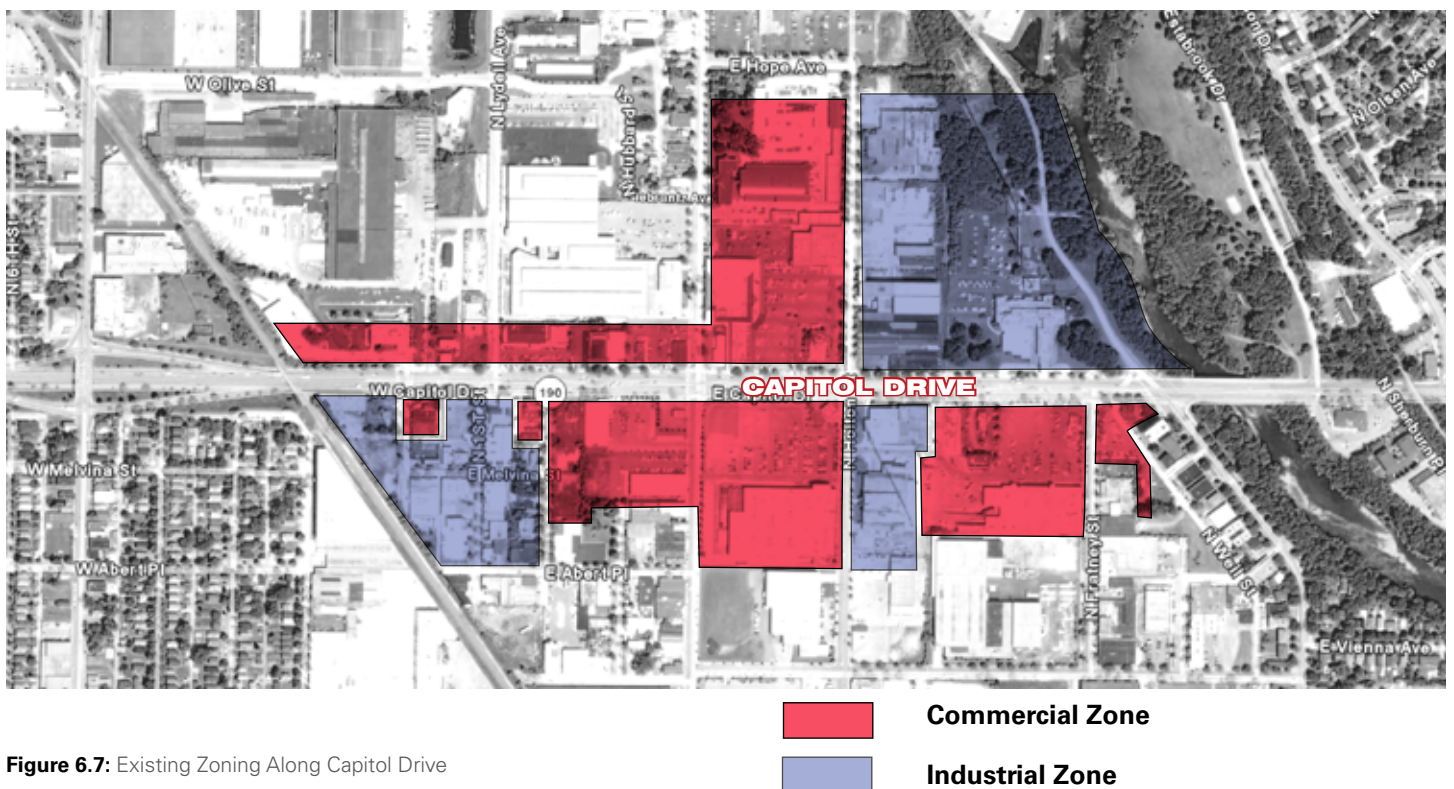 W Olive St
N Lydell Ave
E Hope Ave
N Hubbard St
Estabrook Dr
N Olsen Ave
N 6TH St
CAPITOL DRIVE
W Capitol Dr
190
E Capitol Dr
N 1ST St
W Melvina St
E Melvina St
W Abert Pl
E Abert Pl
N Fratney St
N Weil St
N Shenburn Pl
E Vienna Ave
Commercial Zone
Figure 6.7: Existing Zoning Along Capitol Drive
Industrial Zone